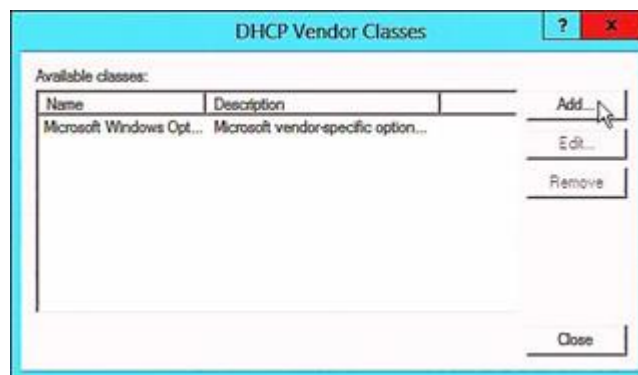 DHCP Vendor Classes
?
x
Available classes:
Name Description
Add...
Microsoft Windows Opt... Microsoft vendor-specific option...
Edit...
Remove
Close